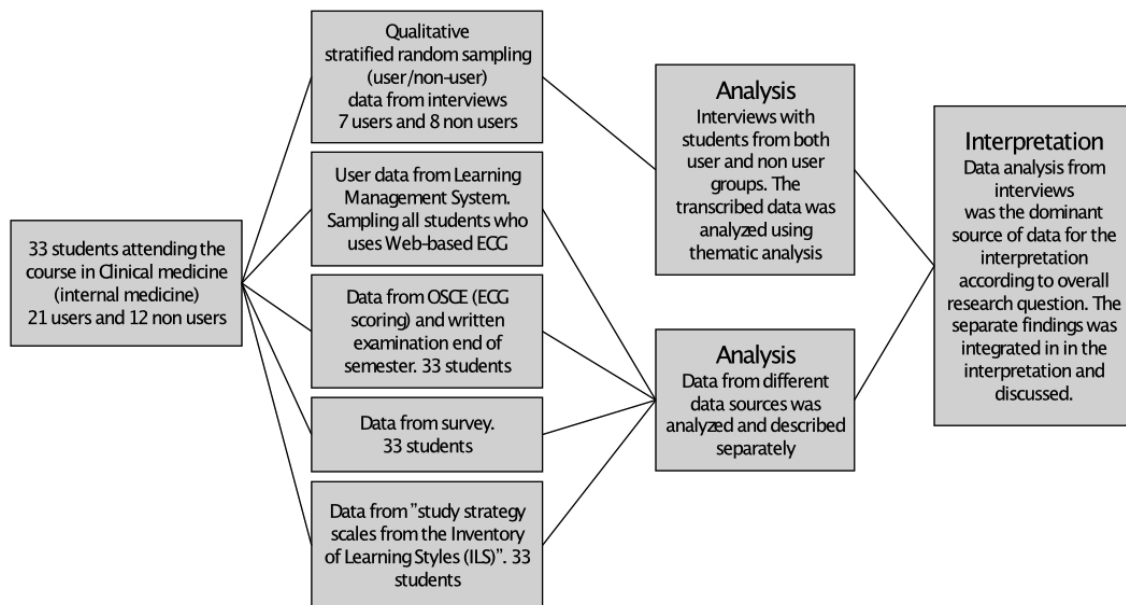 33 students attending the
course in Clinical medicine
(internal medicine)
21 users and 12 non users
Qualitative
stratified random sampling
(user/non-user)
data from interviews
7 users and 8 non users
User data from Learning
Management System.
Sampling all students who
uses Web-based ECG
Data from OSCE (ECG
scoring) and written
examination end of
semester. 33 students
Data from survey.
33 students
Data from ”study strategy
scales from the Inventory
of Learning Styles (ILS)”. 33
students
Analysis
Interviews with
students from both
user and non user
groups. The
transcribed data was
analyzed using
thematic analysis
Analysis
Data from different
data sources was
analyzed and described
separately
Interpretation
Data analysis from
interviews
was the dominant
source of data for the
interpretation
according to overall
research question. The
separate findings was
integrated in in the
interpretation and
discussed.